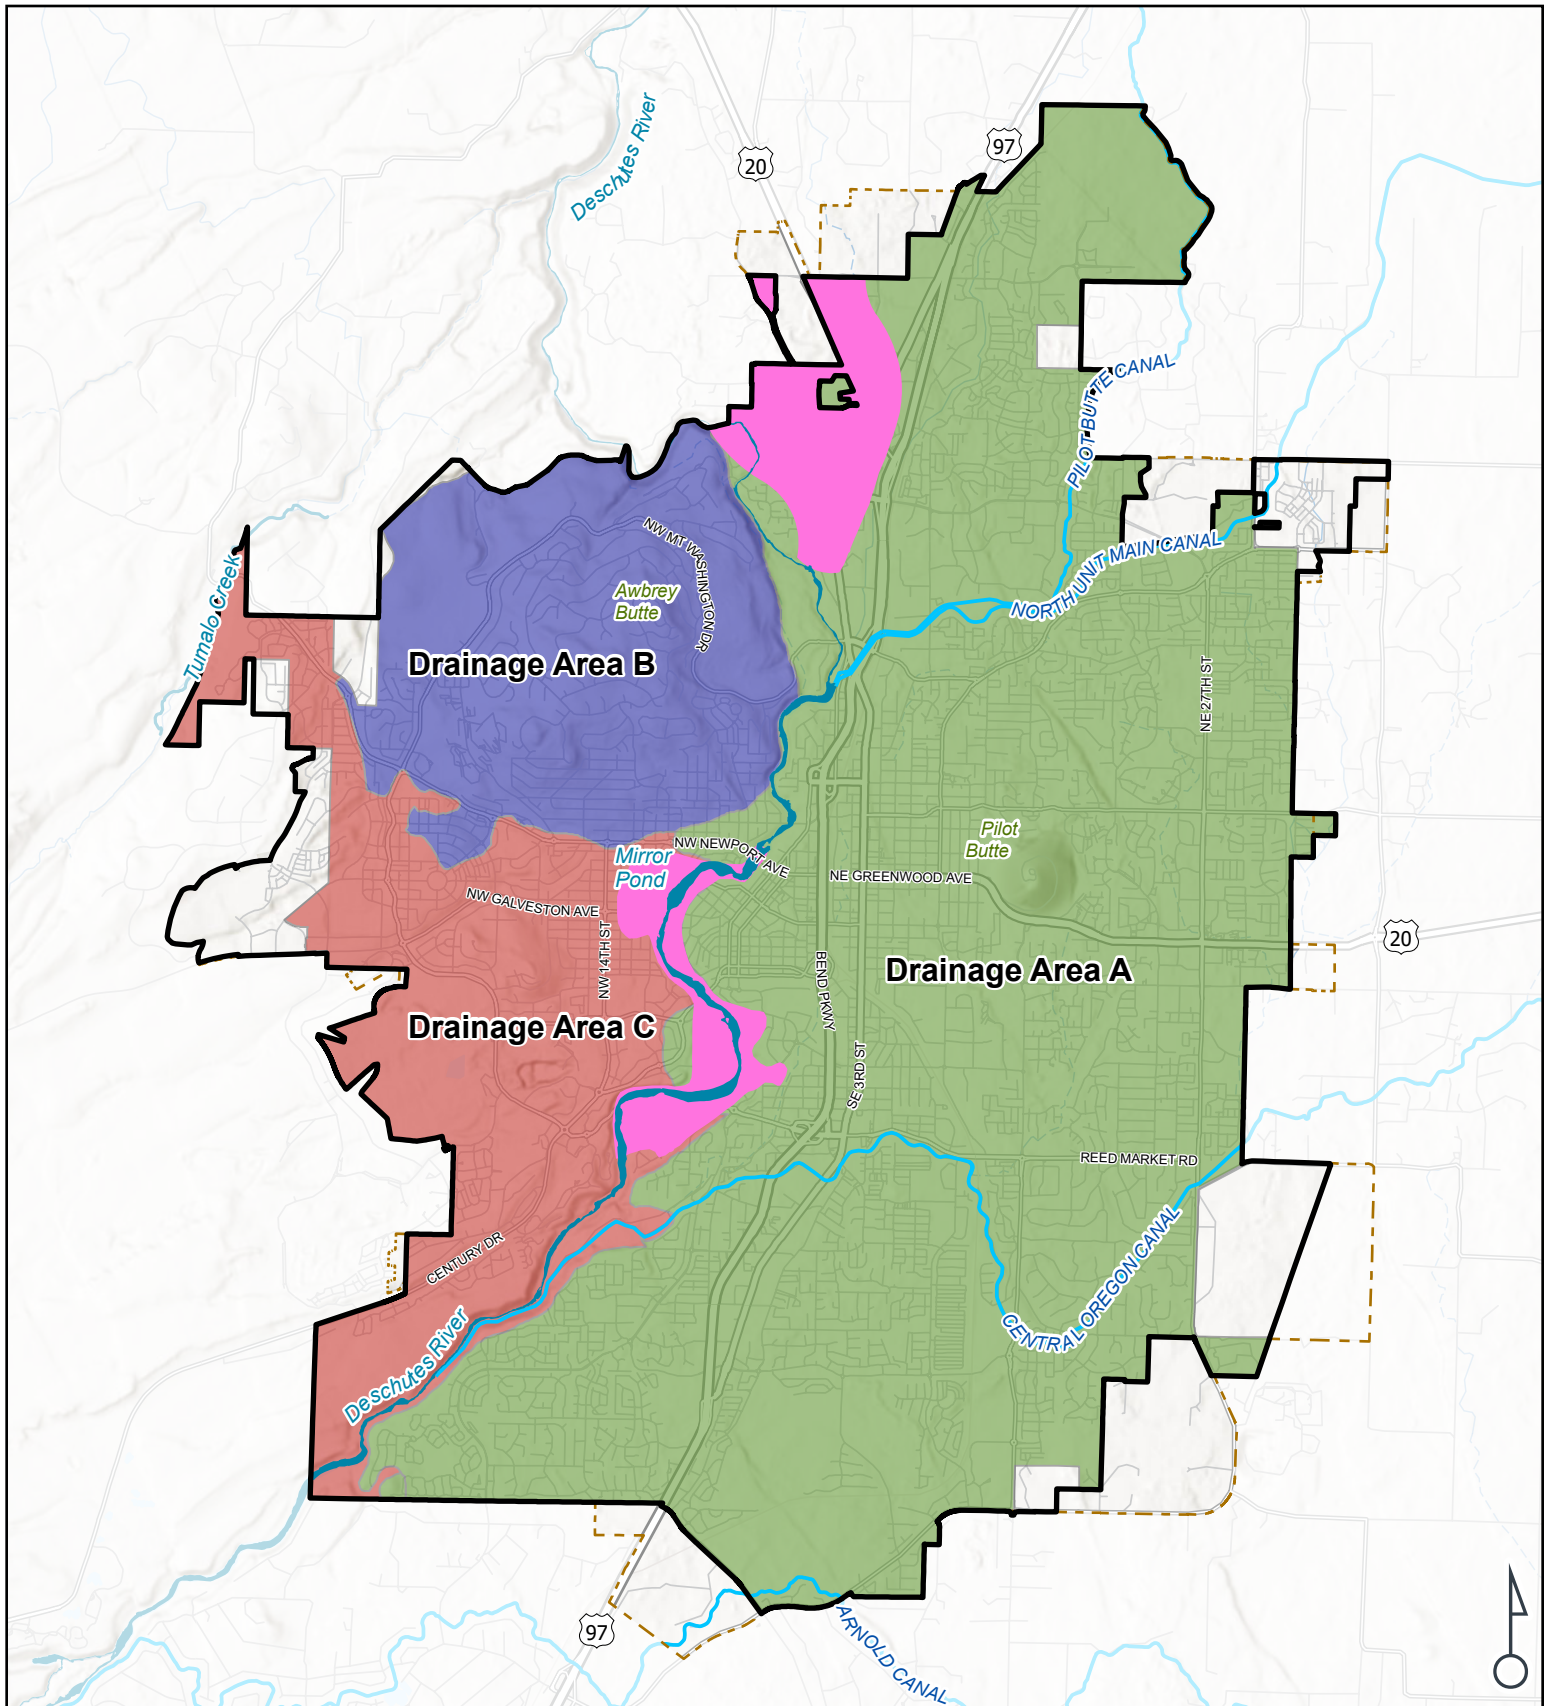 Deschutes River
20
97
PILOT BUTTE CANAL
NORTH UNIT MAIN CANAL
NW MT WASHINGTON DR
Awbrey
Butte
Tumalo Creek
Drainage Area B
NE 27TH ST
Pilot
Butte
Mirror
Pond
NW NEWPORT AVE
NE GREENWOOD AVE
NW GALVESTON AVE
NW 14TH ST
20
BEND PKWY
Drainage Area A
Drainage Area C
SE 3RD ST
REED MARKET RD
CENTURY DR
CENTRAL OREGON CANAL
Deschutes River
97
ARNOLD CANAL